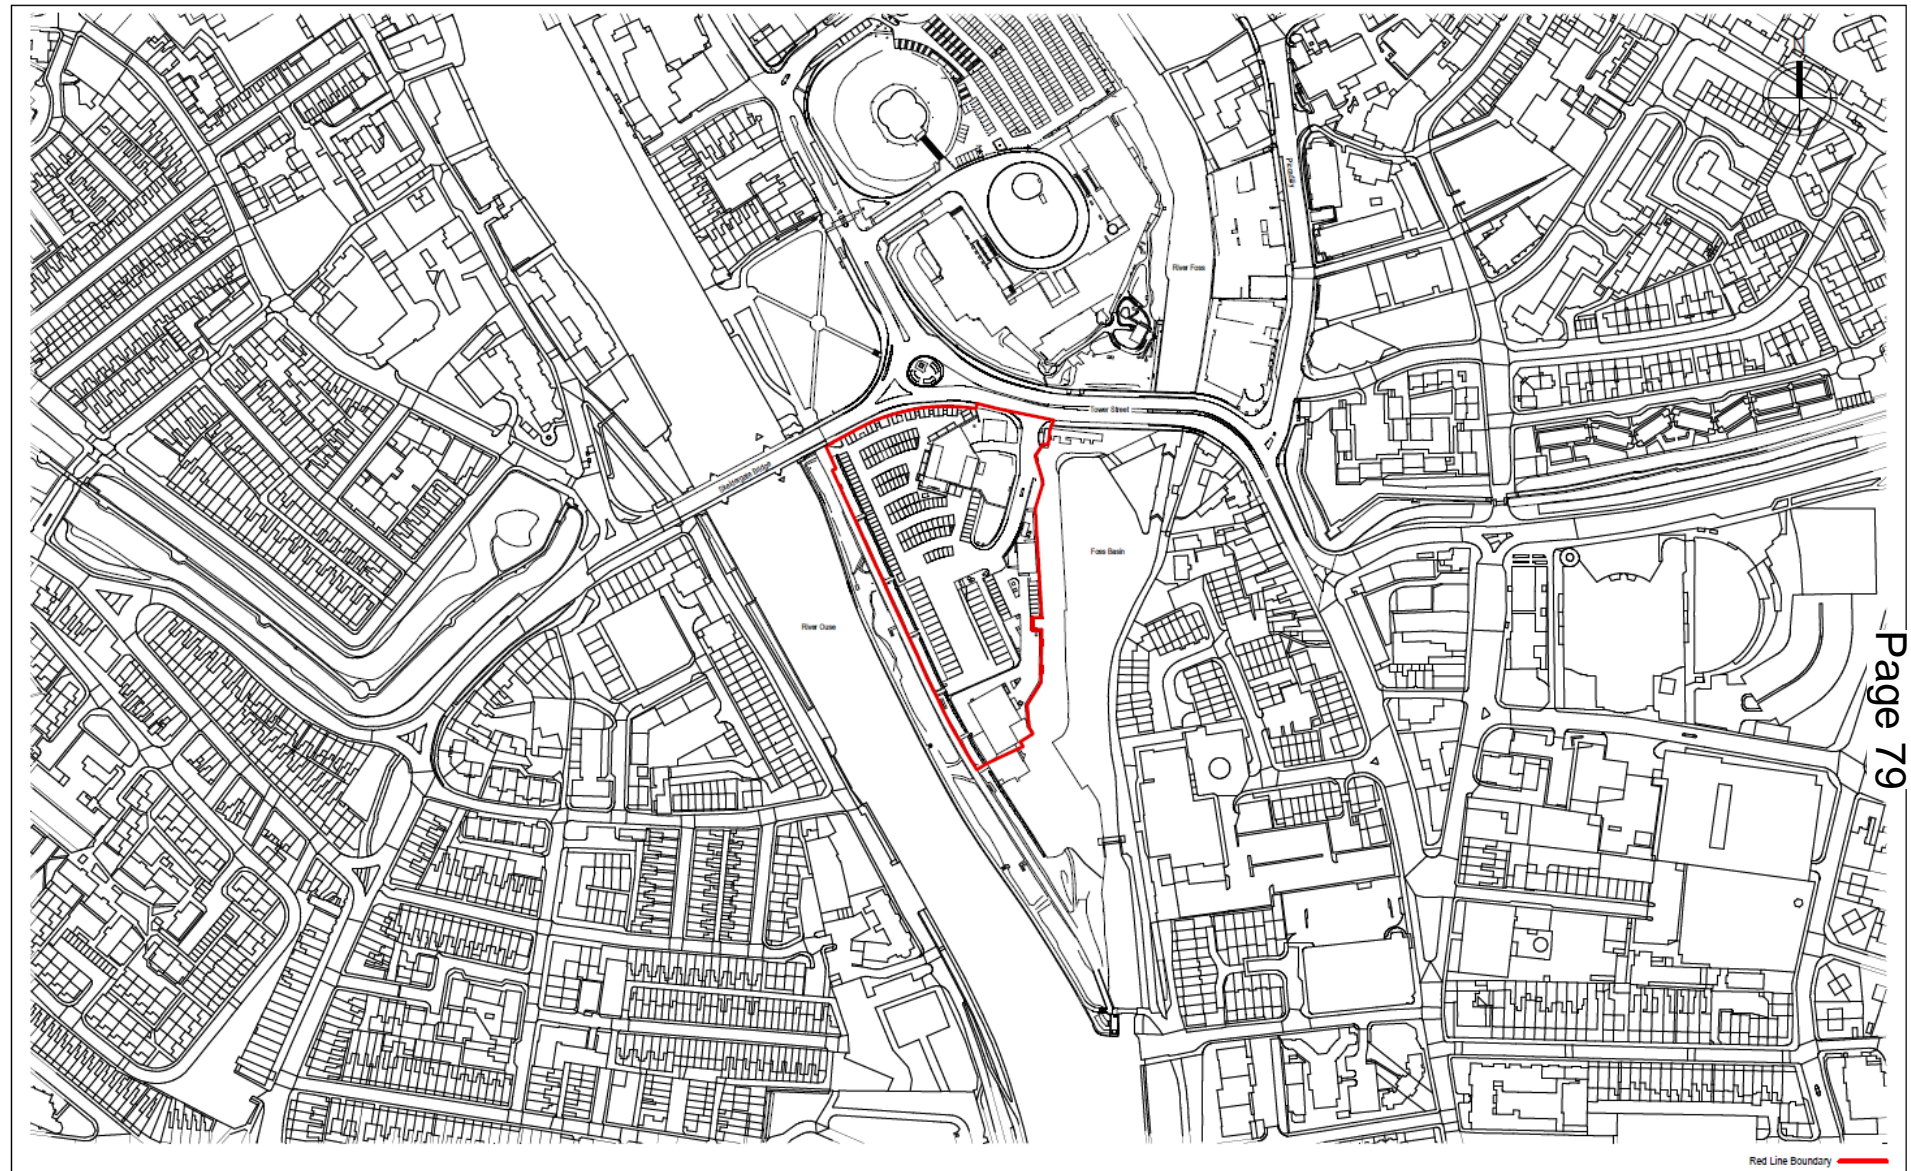 N
Piccadilly
River Foss
Tower Street
Skeldergate Bridge
Foss Basin
River Ouse
Page 79
Red Line Boundary